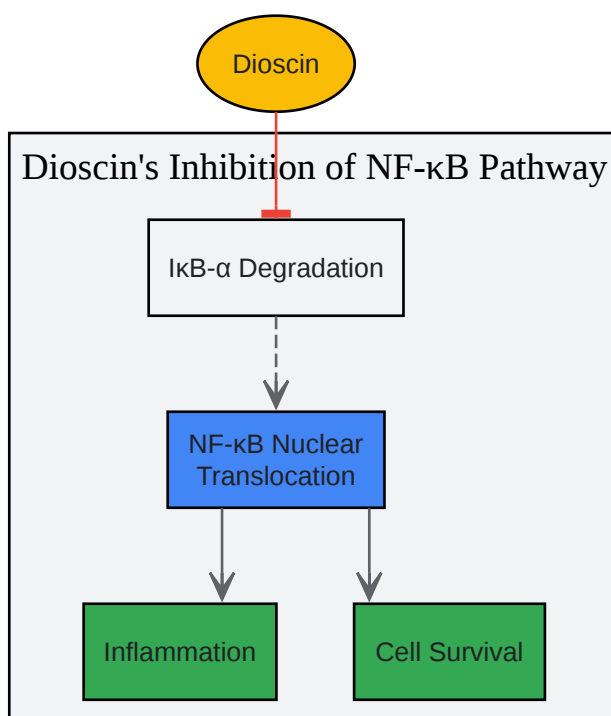 Dioscin
Dioscin's Inhibition of NF-κB Pathway
IκB-α Degradation
NF-κB Nuclear
Translocation
Inflammation
Cell Survival